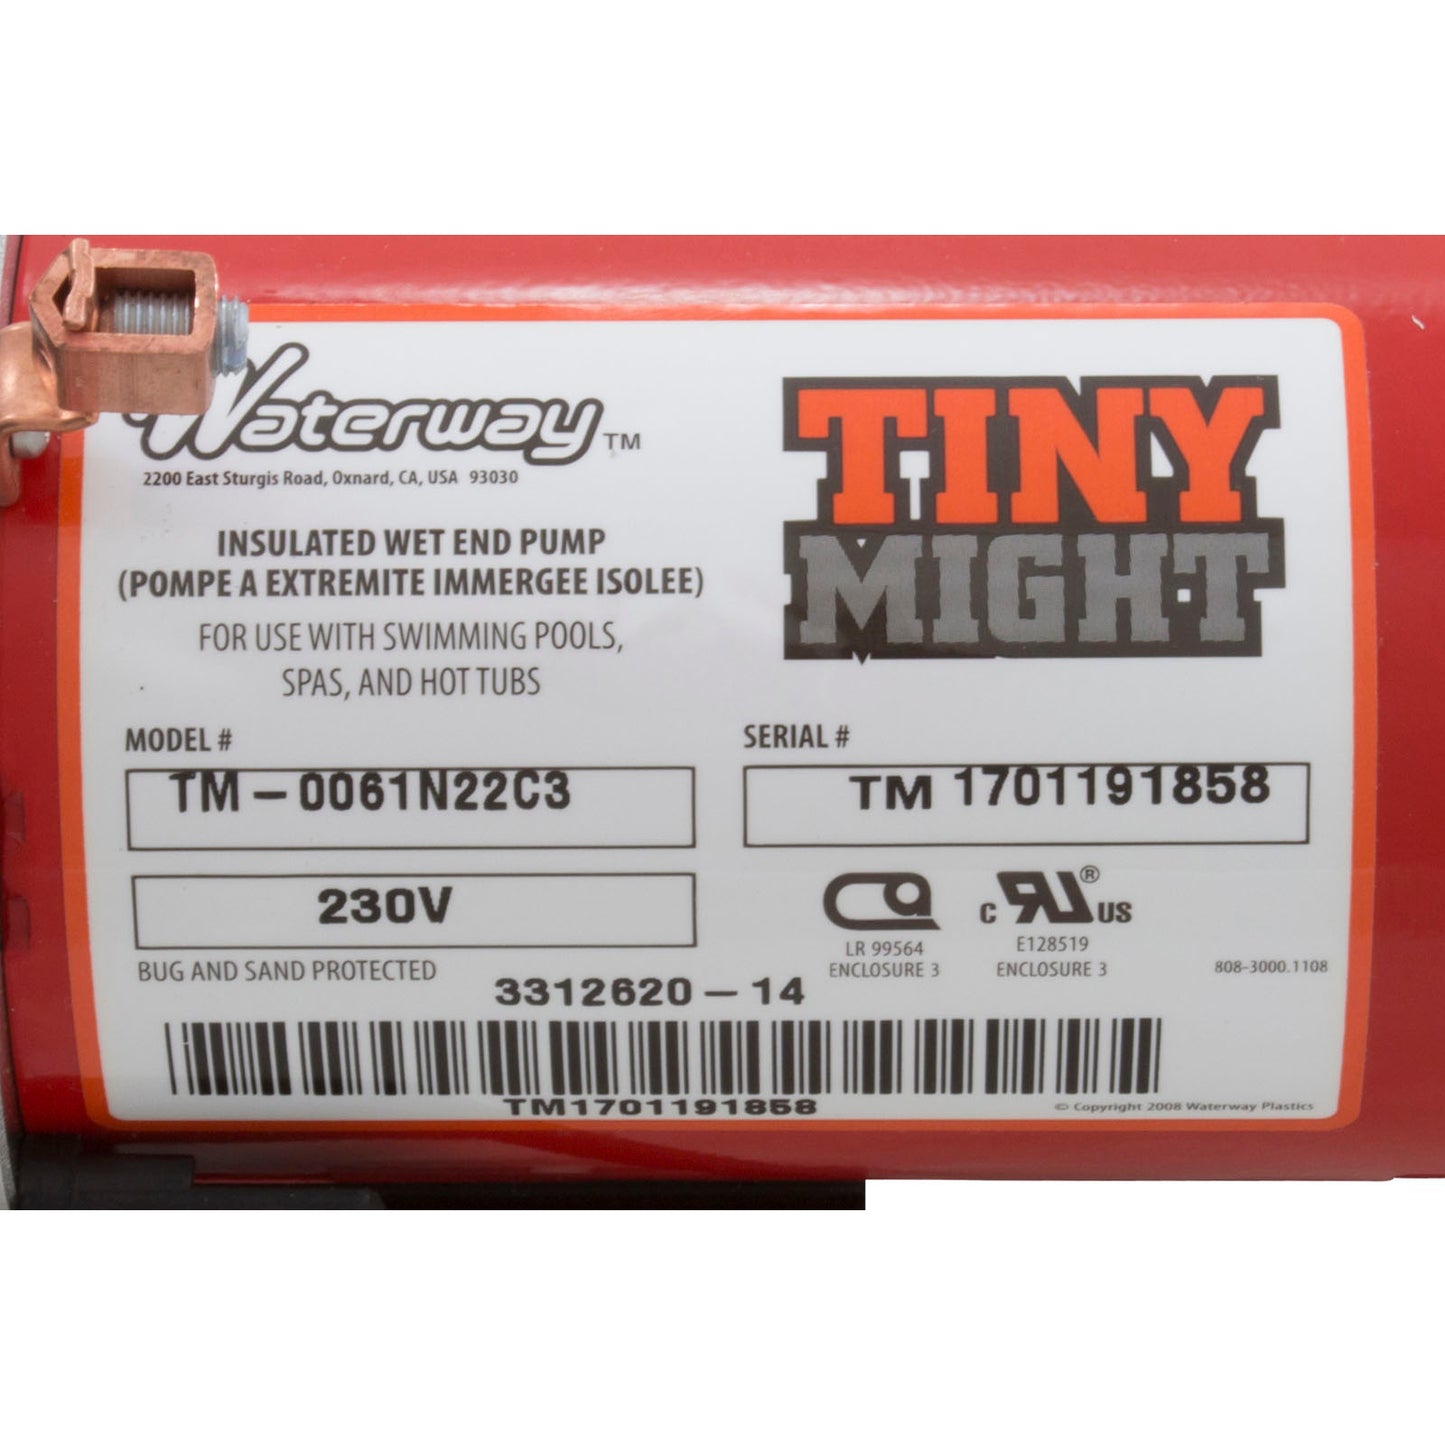 Waterway™
2200 East Sturgis Road, Oxnard, CA, USA 93030
INSULATED WET END PUMP
(POMPE A EXTREMITE IMMERGEE ISOLEE)
FOR USE WITH SWIMMING POOLS,
SPAS, AND HOT TUBS
TINY
MIGHT
MODEL #
TM-0061N22C3
SERIAL #
TM 1701191858
230V
BUG AND SAND PROTECTED
LR 99564
ENCLOSURE 3
c RU® US
E128519
ENCLOSURE 3
808-3000.1108
3312620-14
TM1701191858
© Copyright 2008 Waterway Plastics